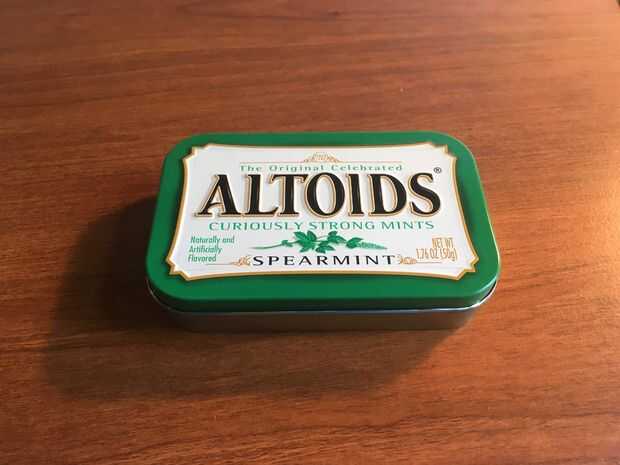 The Original Celebrated
ALTOIDS®
CURIOUSLY STRONG MINTS
Naturally and
Artificially
Flavored
NET WT
1.76 OZ (50g)
SPEARMINT